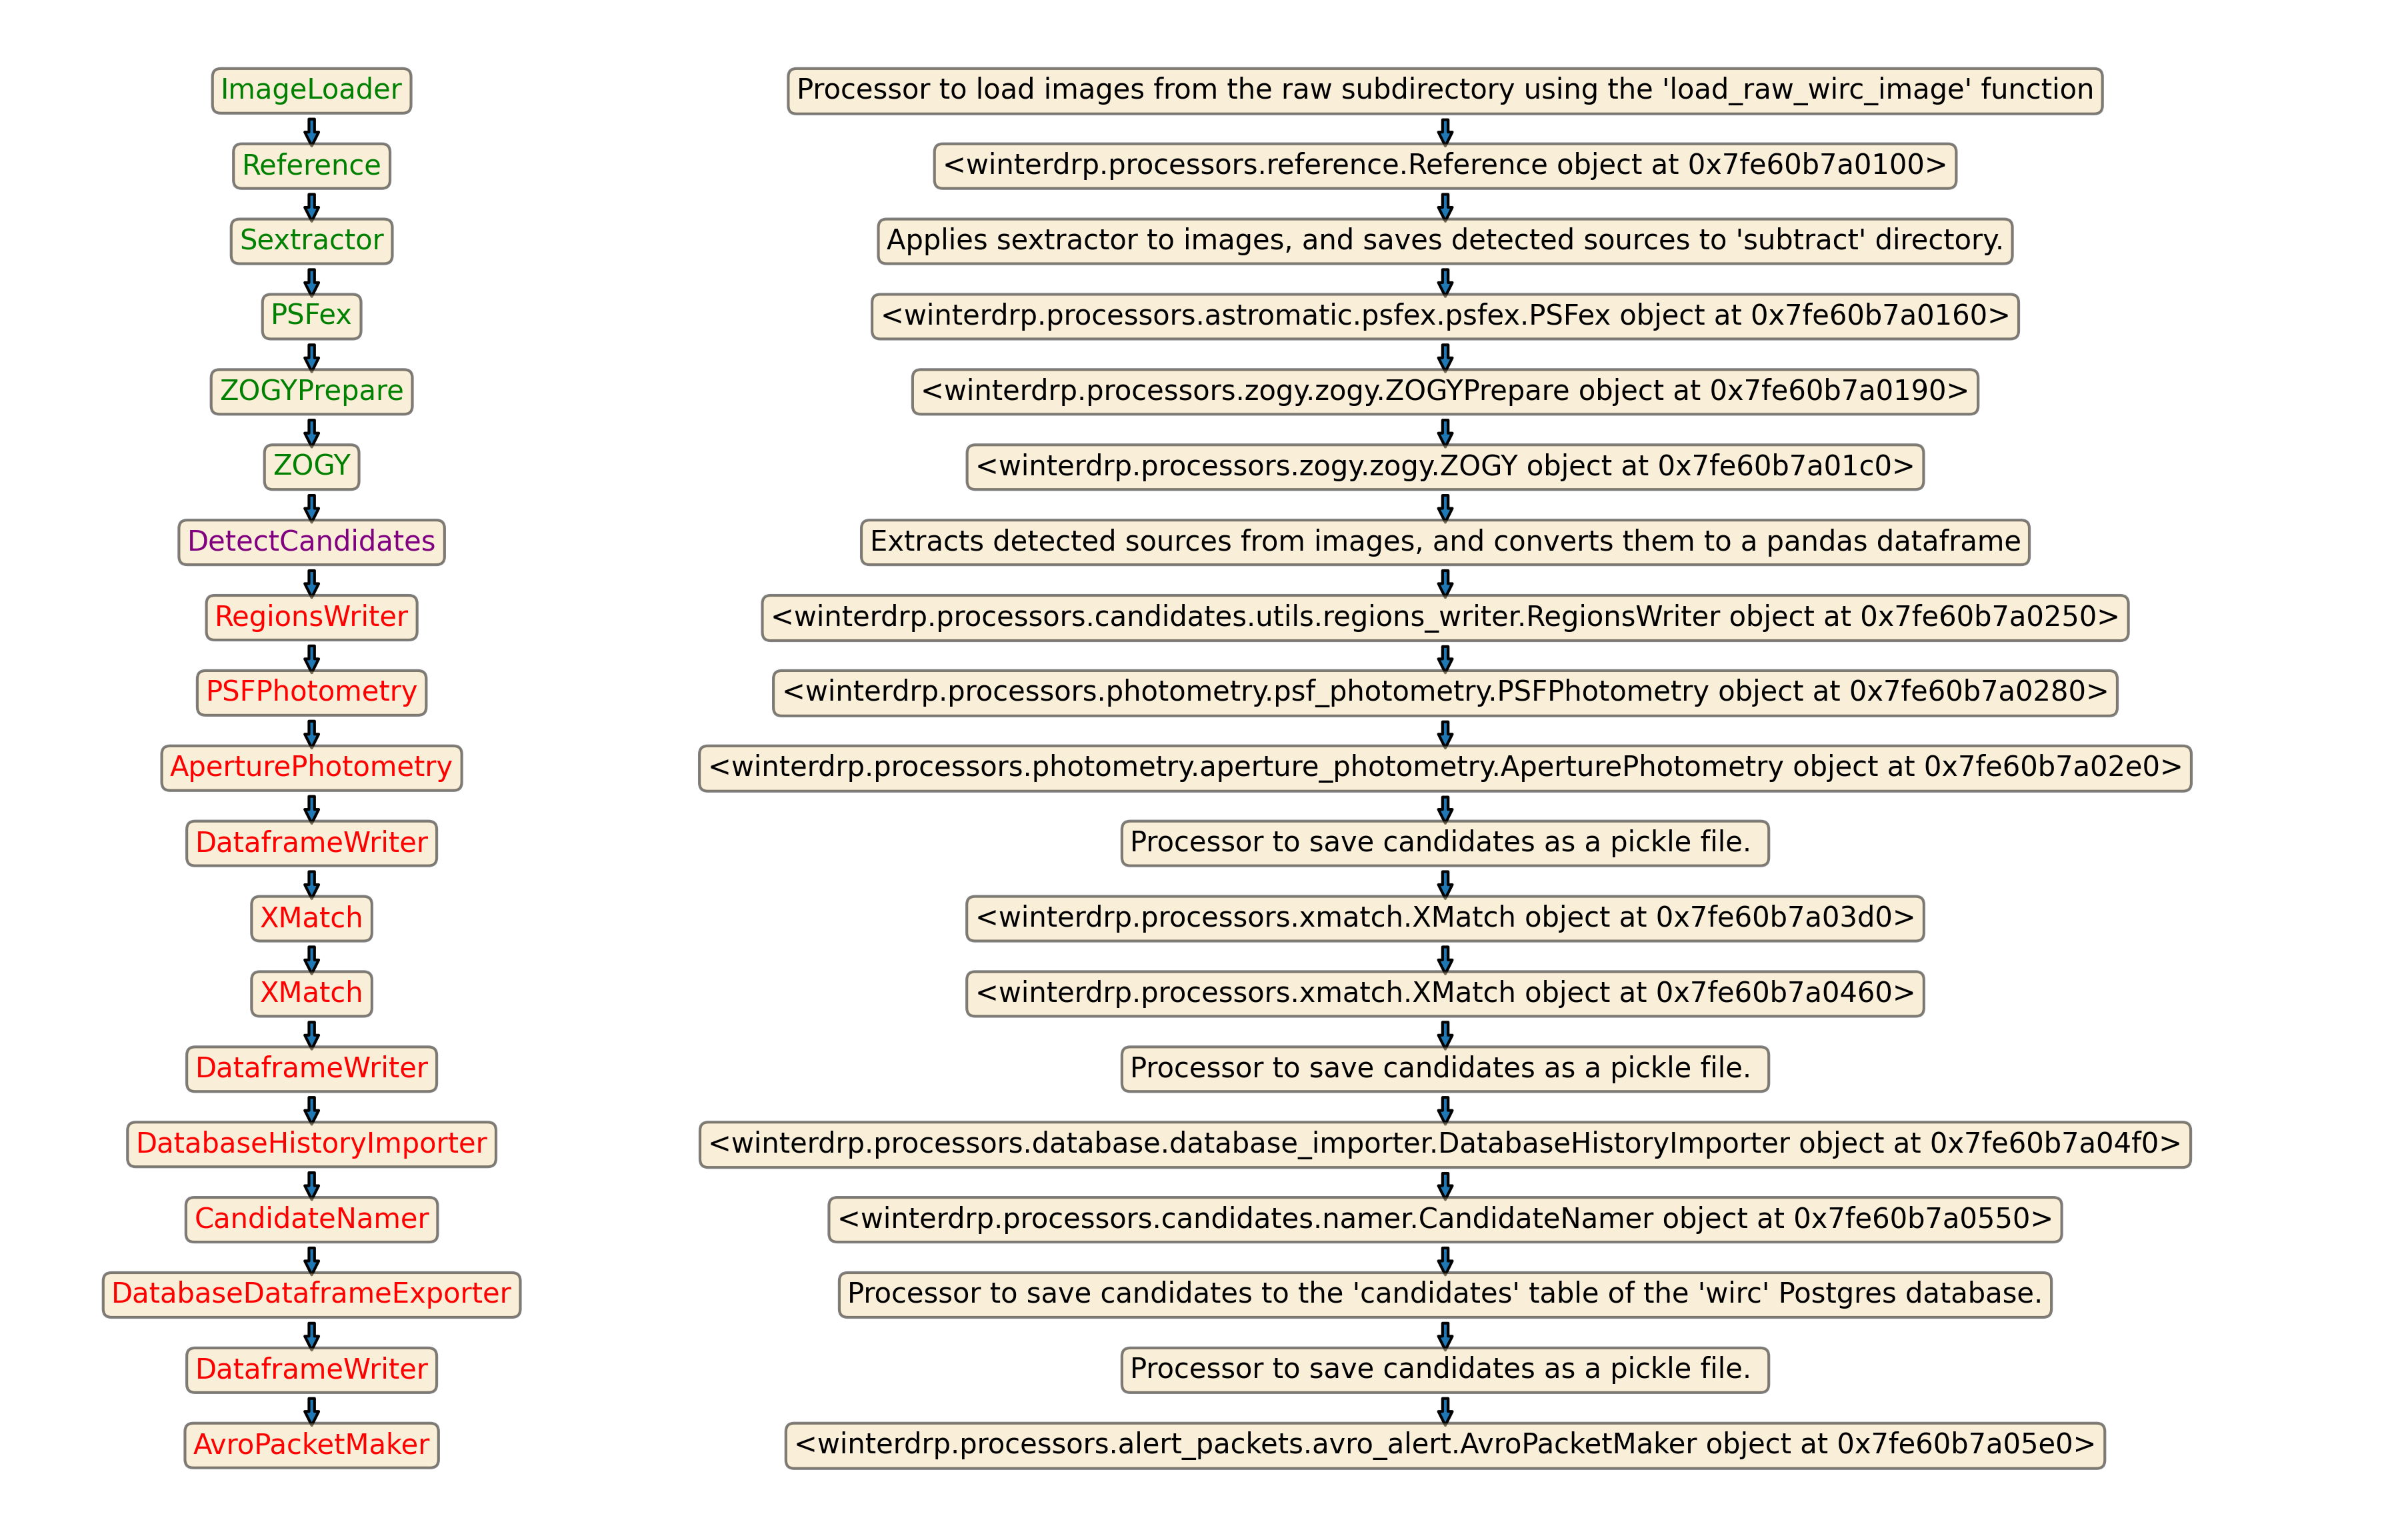 ImageLoader
Processor to load images from the raw subdirectory using the 'load_raw_wirc_image' function
Reference
<winterdrp.processors.reference.Reference object at 0x7fe60b7a0100>
Sextractor
Applies sextractor to images, and saves detected sources to 'subtract' directory.
PSFex
<winterdrp.processors.astromatic.psfex.psfex.PSFex object at 0x7fe60b7a0160>
ZOGYPrepare
<winterdrp.processors.zogy.zogy.ZOGYPrepare object at 0x7fe60b7a0190>
ZOGY
<winterdrp.processors.zogy.zogy.ZOGY object at 0x7fe60b7a01c0>
DetectCandidates
Extracts detected sources from images, and converts them to a pandas dataframe
RegionsWriter
<winterdrp.processors.candidates.utils.regions_writer.RegionsWriter object at 0x7fe60b7a0250>
PSFPhotometry
<winterdrp.processors.photometry.psf_photometry.PSFPhotometry object at 0x7fe60b7a0280>
AperturePhotometry
<winterdrp.processors.photometry.aperture_photometry.AperturePhotometry object at 0x7fe60b7a02e0>
DataframeWriter
Processor to save candidates as a pickle file.
XMatch
<winterdrp.processors.xmatch.XMatch object at 0x7fe60b7a03d0>
XMatch
<winterdrp.processors.xmatch.XMatch object at 0x7fe60b7a0460>
DataframeWriter
Processor to save candidates as a pickle file.
DatabaseHistoryImporter
<winterdrp.processors.database.database_importer.DatabaseHistoryImporter object at 0x7fe60b7a04f0>
CandidateNamer
<winterdrp.processors.candidates.namer.CandidateNamer object at 0x7fe60b7a0550>
DatabaseDataframeExporter
Processor to save candidates to the 'candidates' table of the 'wirc' Postgres database.
DataframeWriter
Processor to save candidates as a pickle file.
AvroPacketMaker
<winterdrp.processors.alert_packets.avro_alert.AvroPacketMaker object at 0x7fe60b7a05e0>